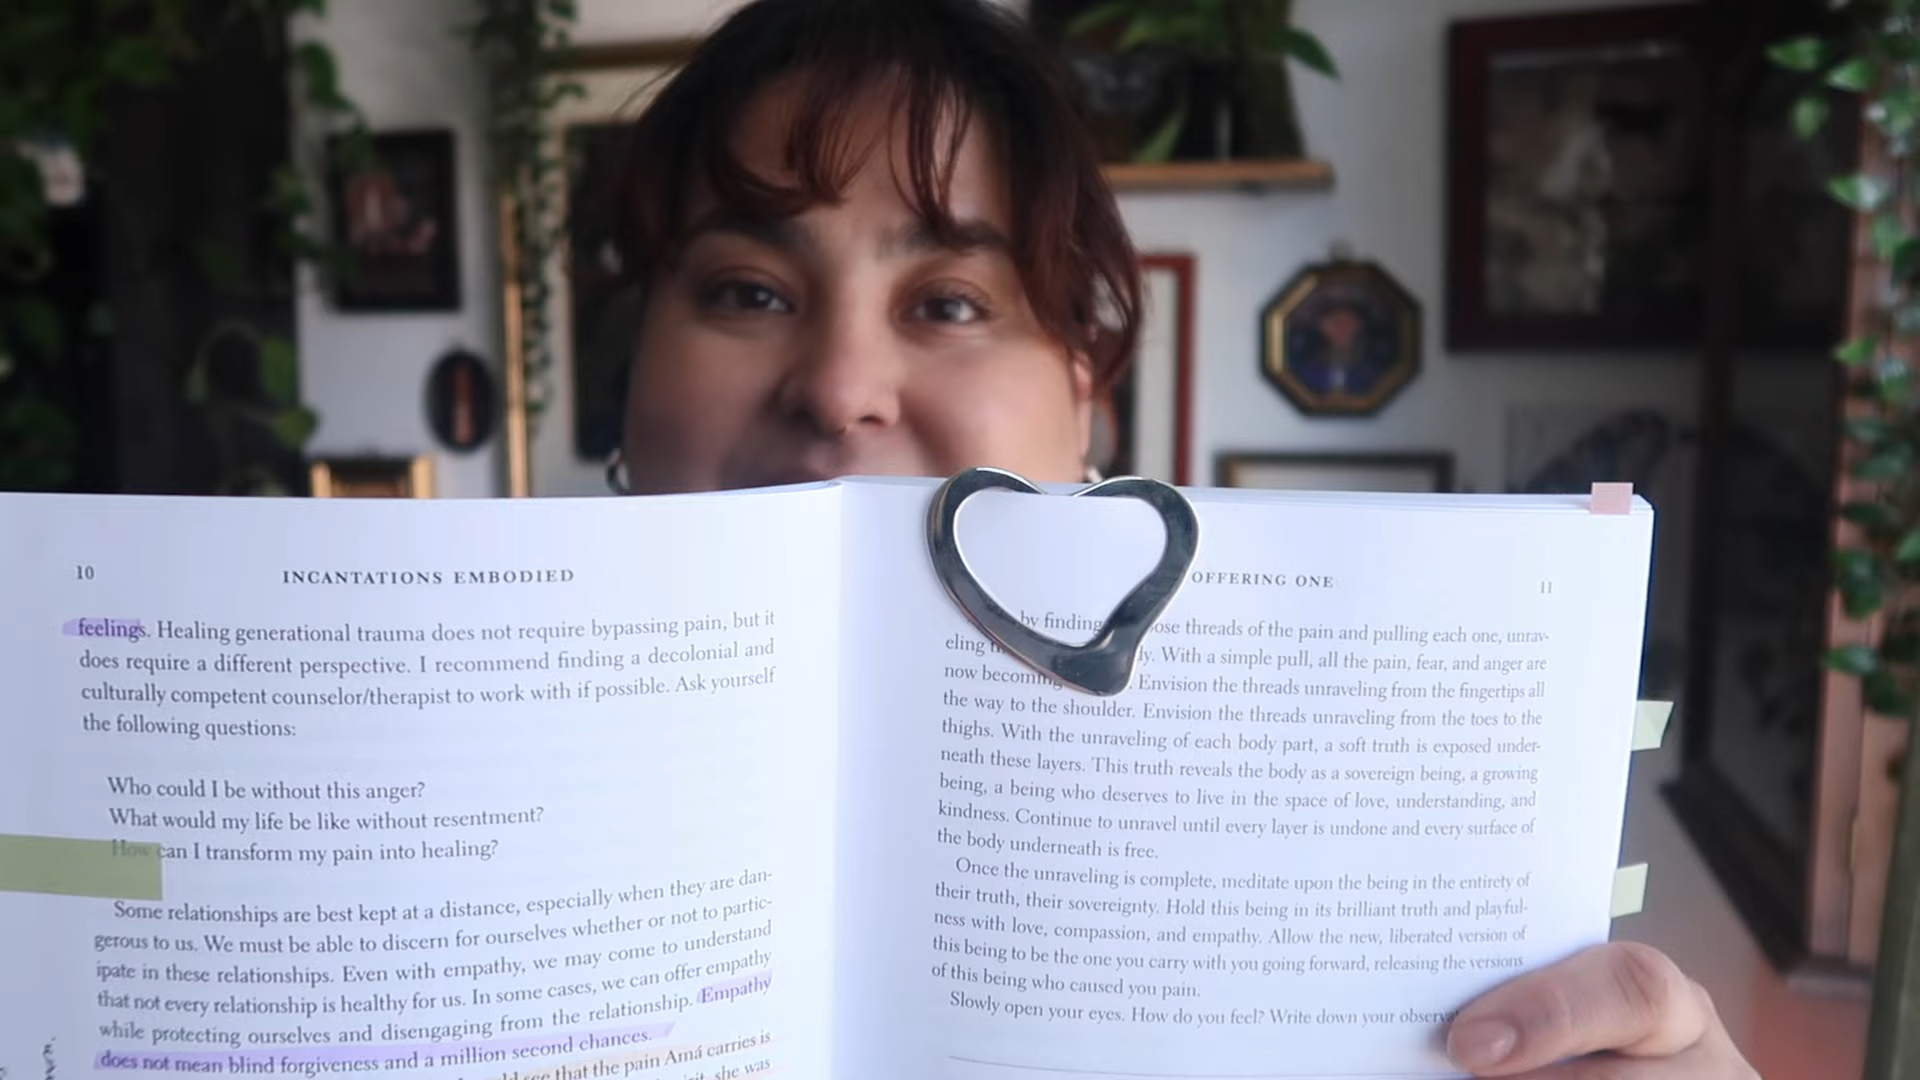 10
INCANTATIONS EMBODIED
feelings. Healing generational trauma does not require bypassing pain, but it
does require a different perspective. I recommend finding a decolonial and
culturally competent counselor/therapist to work with if possible. Ask yourself
the following questions:
Who could I be without this anger?
What would my life be like without resentment?
How can I transform my pain into healing?
Some relationships are best kept at a distance, especially when they are dan-
gerous to us. We must be able to discern for ourselves whether or not to partic-
ipate in these relationships. Even with empathy, we may come to understand
that not every relationship is healthy for us. In some cases, we can offer empathy
while protecting ourselves and disengaging from the relationship. Empathy
does not mean blind forgiveness and a million second chances.
that the pain Amá carries is
she was
OFFERING ONE
11
by finding threads of the pain and pulling each one, unrav-
eling With a simple pull, all the pain, fear, and anger are
now Envision the threads unraveling from the fingertips all
the way to the shoulder. Envision the threads unraveling from the toes to the
thighs. With the unraveling of each body part, a soft truth is exposed under-
neath these layers. This truth reveals the body as a sovereign being, a growing
being, a being who deserves to live in the space of love, understanding, and
kindness. Continue to unravel until every layer is undone and every surface of
the body underneath is free.
Once the unraveling is complete, meditate upon the being in the entirety of
their truth, their sovereignty. Hold this being in its brilliant truth and playful-
ness with love, compassion, and empathy. Allow the new, liberated version of
this being to be the one you carry with you going forward, releasing the versions
of this being who caused you pain.
Slowly open your eyes. How do you feel? Write down your